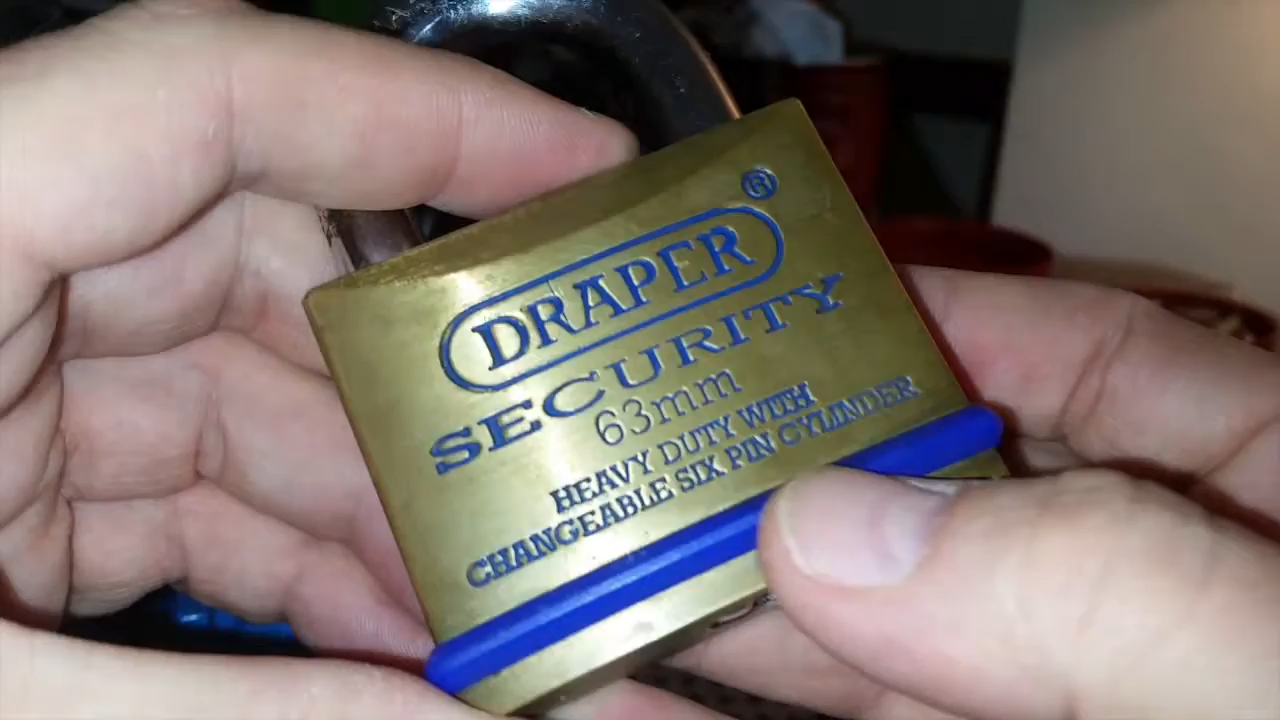 DRAPER®
SECURITY
63mm
HEAVY DUTY WITH
CHANGEABLE SIX PIN CYLINDER